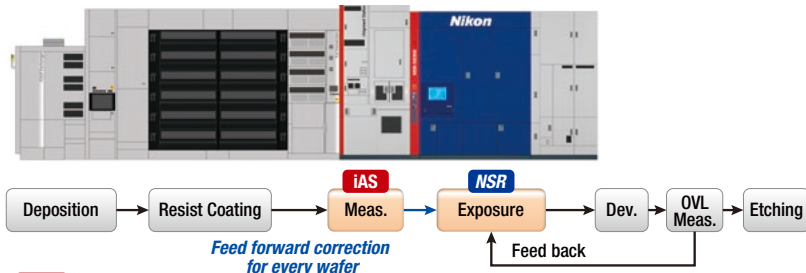 Nikon
iAS
NSR
Deposition
Resist Coating
Meas.
Exposure
Dev.
OVL
Meas.
Etching
Feed forward correction
for every wafer
Feed back